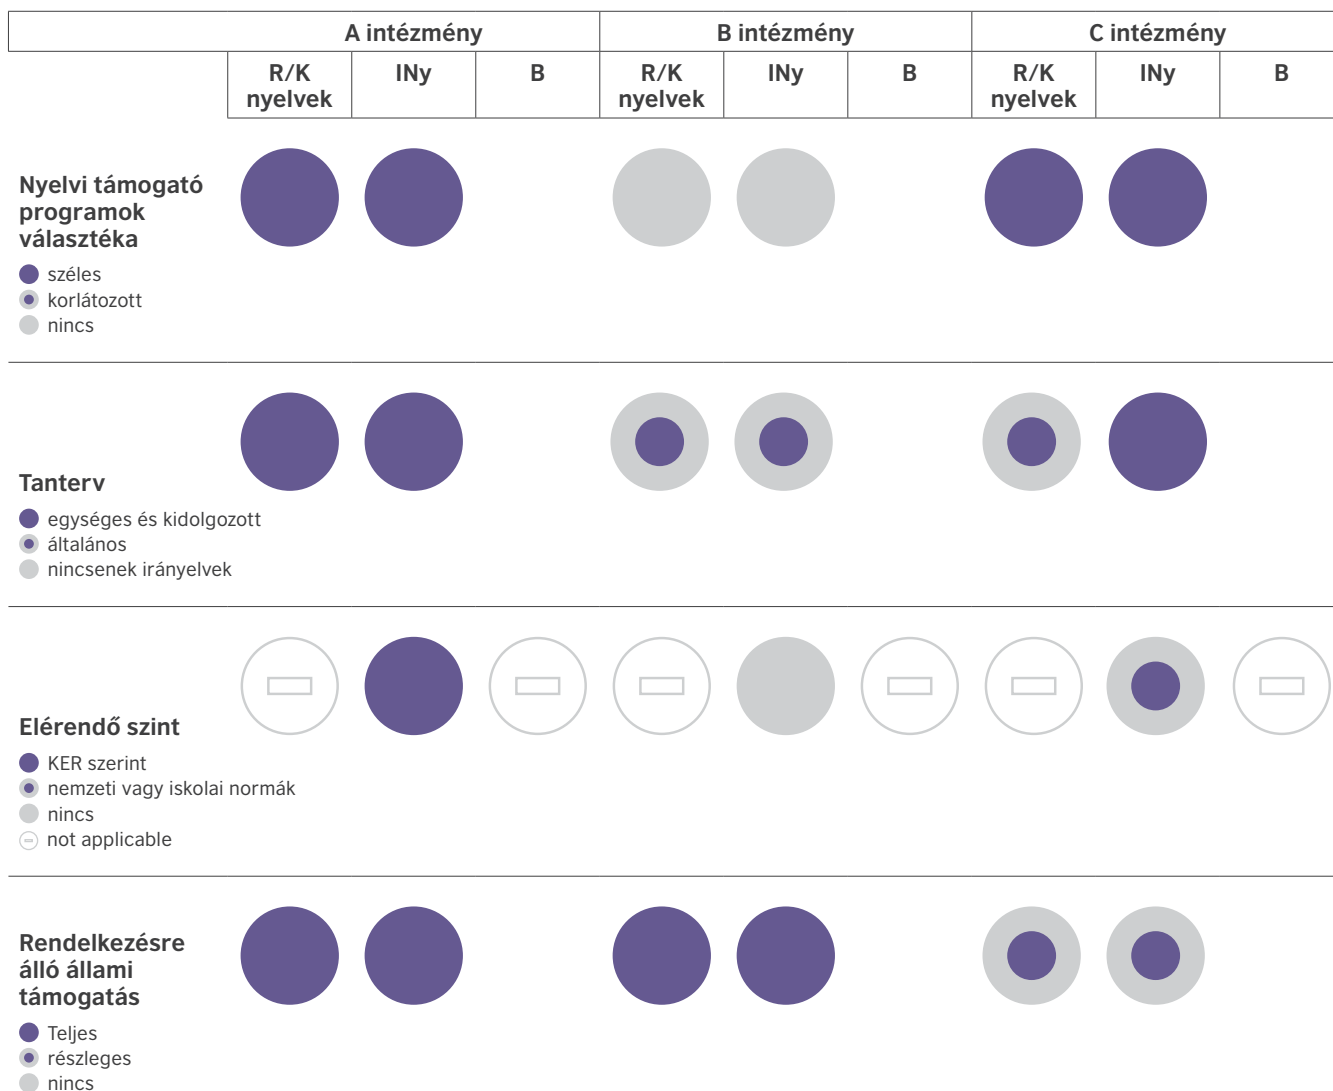 A intézmény B intézmény C intézmény
R/K nyelvek INy B R/K nyelvek INy B R/K nyelvek INy B
Nyelvi támogató
programok
választéka
széles
korlátozott
nincs
Tanterv
egységes és kidolgozott
általános
nincsenek irányelvek
Elérendő szint
KER szerint
nemzeti vagy iskolai normák
nincs
not applicable
Rendelkezésre
álló állami
támogatás
Teljes
részleges
nincs